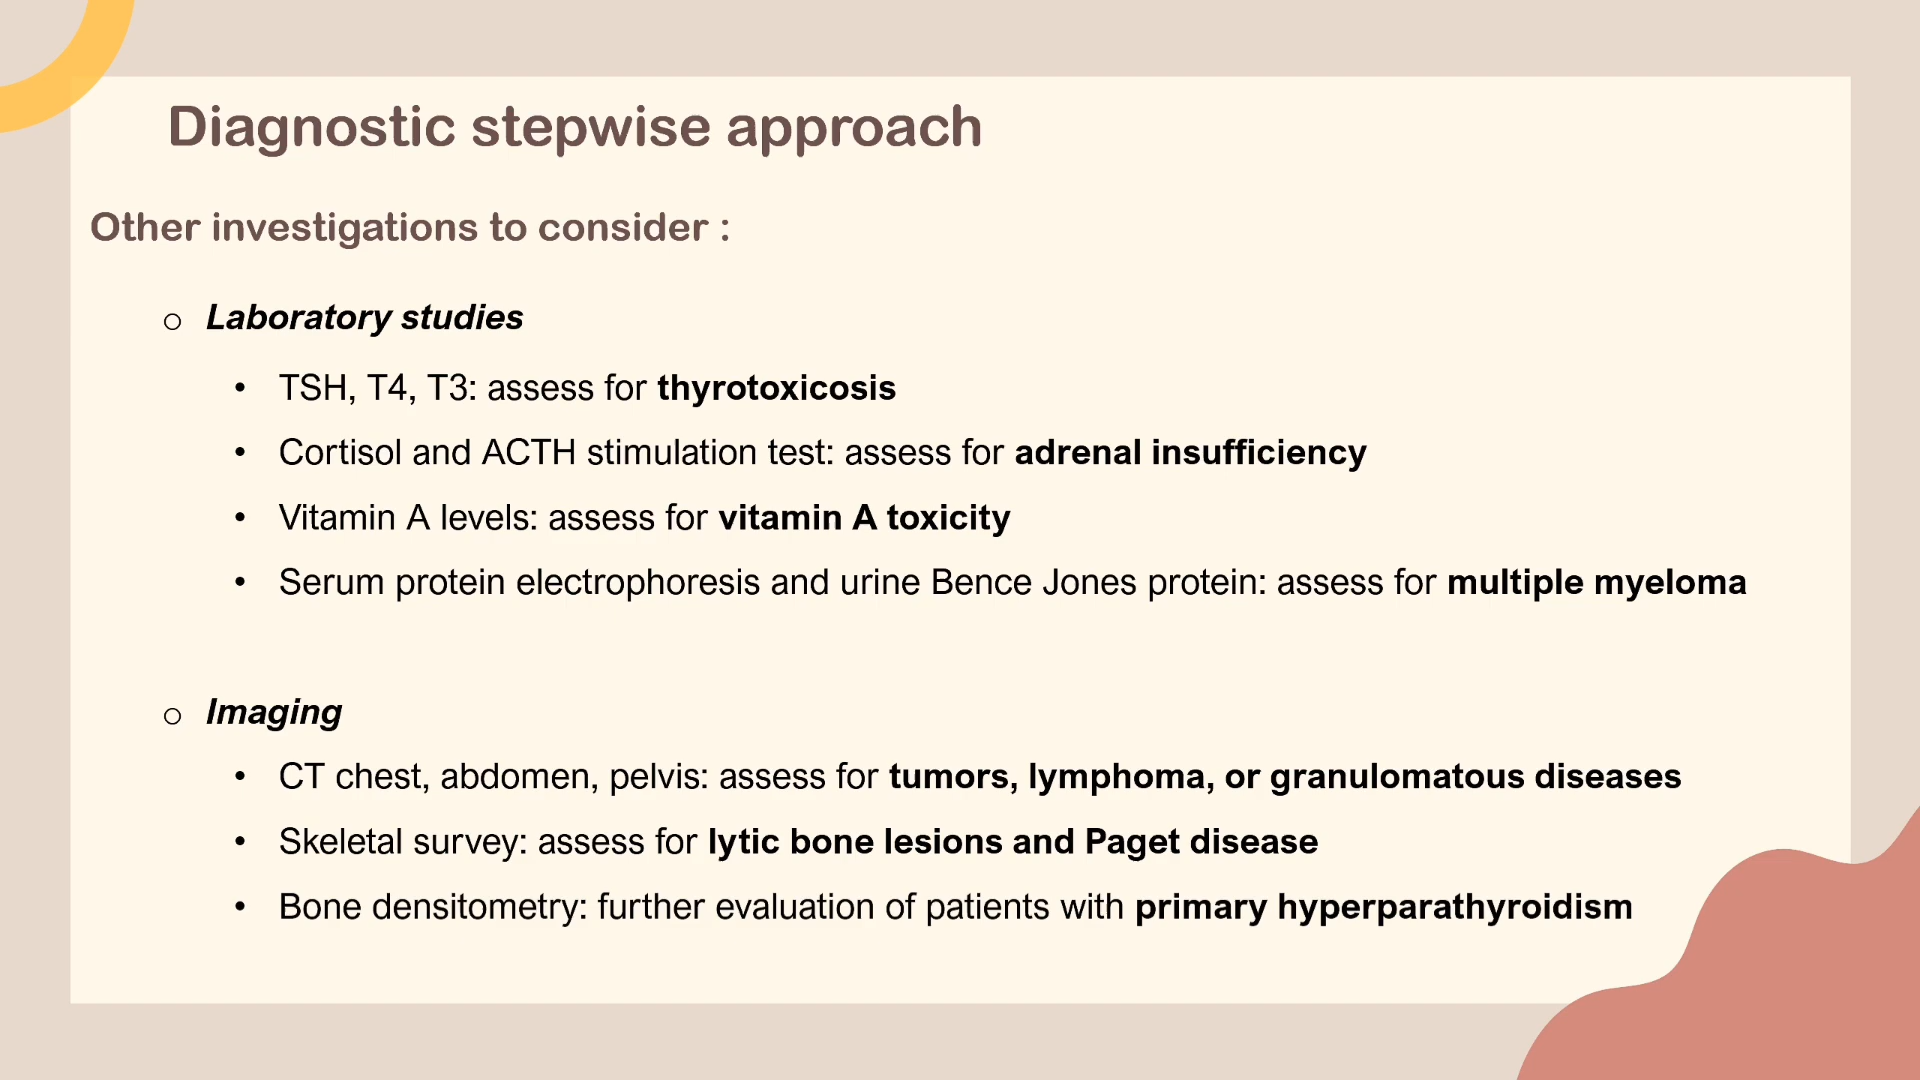 Diagnostic stepwise approach
Other investigations to consider :
o Laboratory studies
• TSH, T4, T3: assess for thyrotoxicosis
• Cortisol and ACTH stimulation test: assess for adrenal insufficiency
• Vitamin A levels: assess for vitamin A toxicity
• Serum protein electrophoresis and urine Bence Jones protein: assess for multiple myeloma
o Imaging
• CT chest, abdomen, pelvis: assess for tumors, lymphoma, or granulomatous diseases
• Skeletal survey: assess for lytic bone lesions and Paget disease
• Bone densitometry: further evaluation of patients with primary hyperparathyroidism